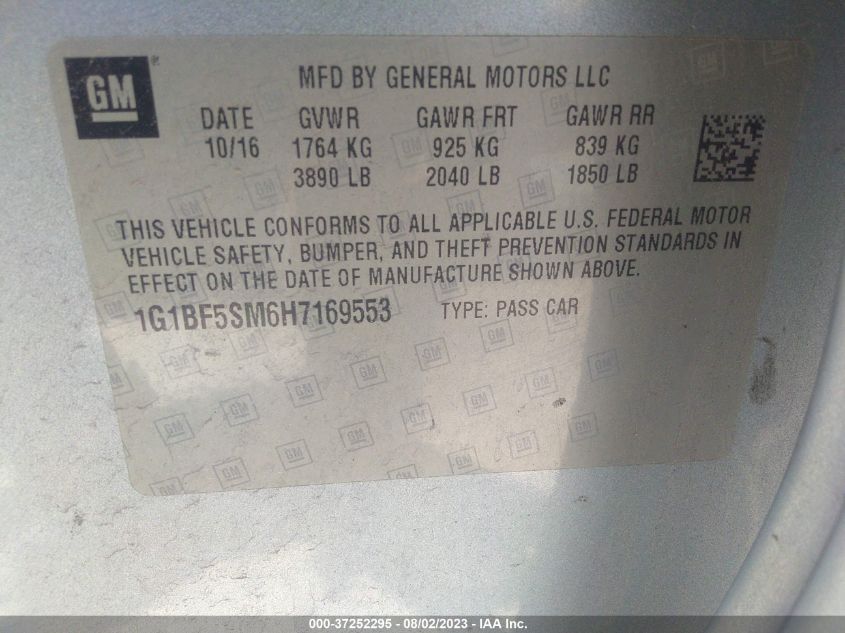 GM® MFD BY GENERAL MOTORS LLC
DATE GVWR GAWR FRT GAWR RR
10/16 1764 KG 925 KG 839 KG
3890 LB 2040 LB 1850 LB
THIS VEHICLE CONFORMS TO ALL APPLICABLE U.S. FEDERAL MOTOR
VEHICLE SAFETY, BUMPER, AND THEFT PREVENTION STANDARDS IN
EFFECT ON THE DATE OF MANUFACTURE SHOWN ABOVE.
1G1BF5SM6H7169553 TYPE: PASS CAR
000-37252295 - 08/02/2023 - IAA Inc.